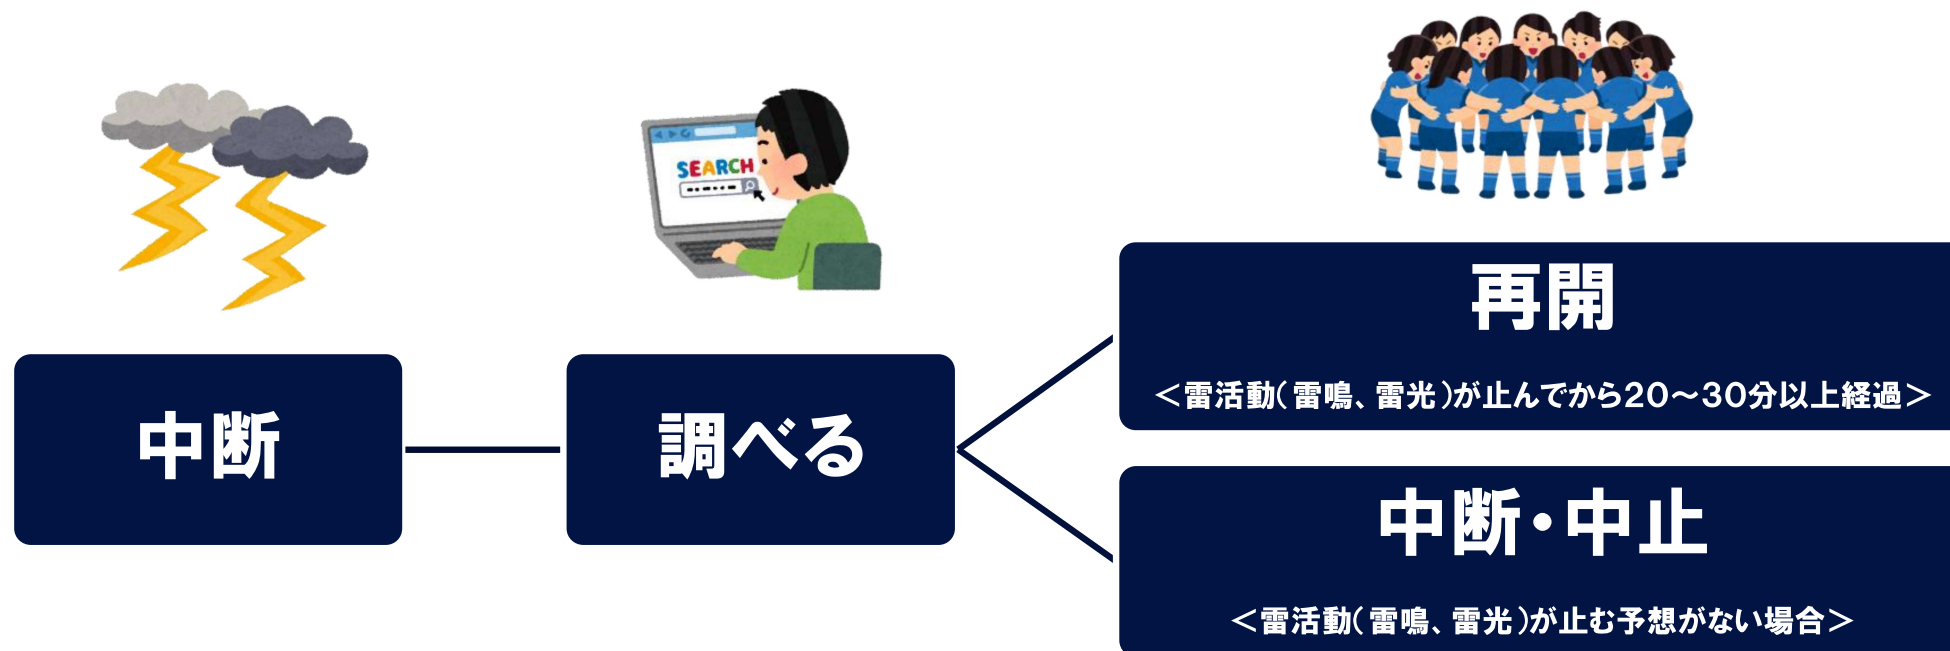 SEARCH
中断
調べる
再開
＜雷活動(雷鳴、雷光)が止んでから20～30分以上経過＞
中断・中止
＜雷活動(雷鳴、雷光)が止む予想がない場合＞